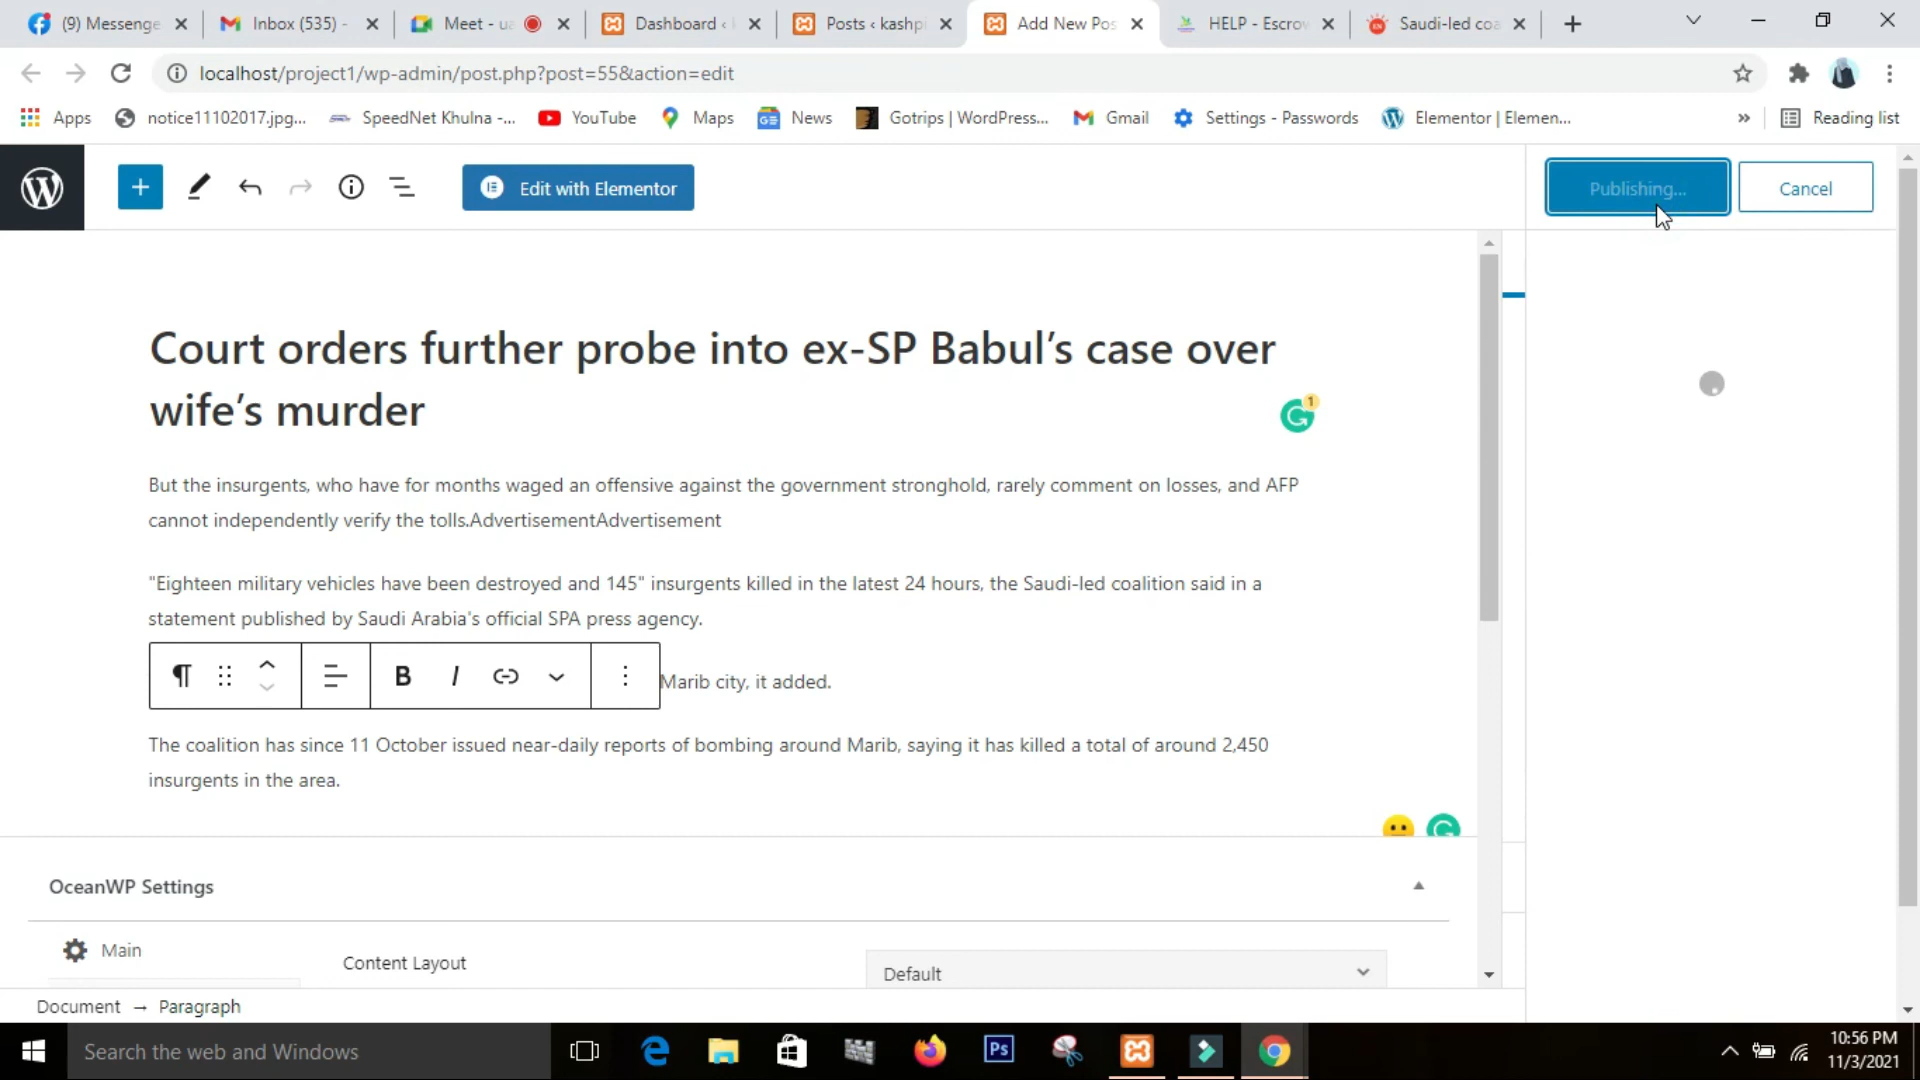 (9) Messenge
Inbox (535) -
Meet - ua
Dashboard ‹
Posts ‹ kashpi
Add New Pos
HELP - Escrow
Saudi-led coa
localhost/project1/wp-admin/post.php?post=55&action=edit
Apps
notice11102017.jpg...
SpeedNet Khulna -...
YouTube
Maps
News
Gotrips | WordPress...
Gmail
Settings - Passwords
Elementor | Elemen...
»
Reading list
Edit with Elementor
Publishing...
Cancel
Court orders further probe into ex-SP Babul’s case over
wife’s murder
1
But the insurgents, who have for months waged an offensive against the government stronghold, rarely comment on losses, and AFP
cannot independently verify the tolls.AdvertisementAdvertisement
"Eighteen military vehicles have been destroyed and 145" insurgents killed in the latest 24 hours, the Saudi-led coalition said in a
statement published by Saudi Arabia's official SPA press agency.
B I
Marib city, it added.
The coalition has since 11 October issued near-daily reports of bombing around Marib, saying it has killed a total of around 2,450
insurgents in the area.
OceanWP Settings
Main
Content Layout
Default
Document → Paragraph
Search the web and Windows
Ps
10:56 PM
11/3/2021